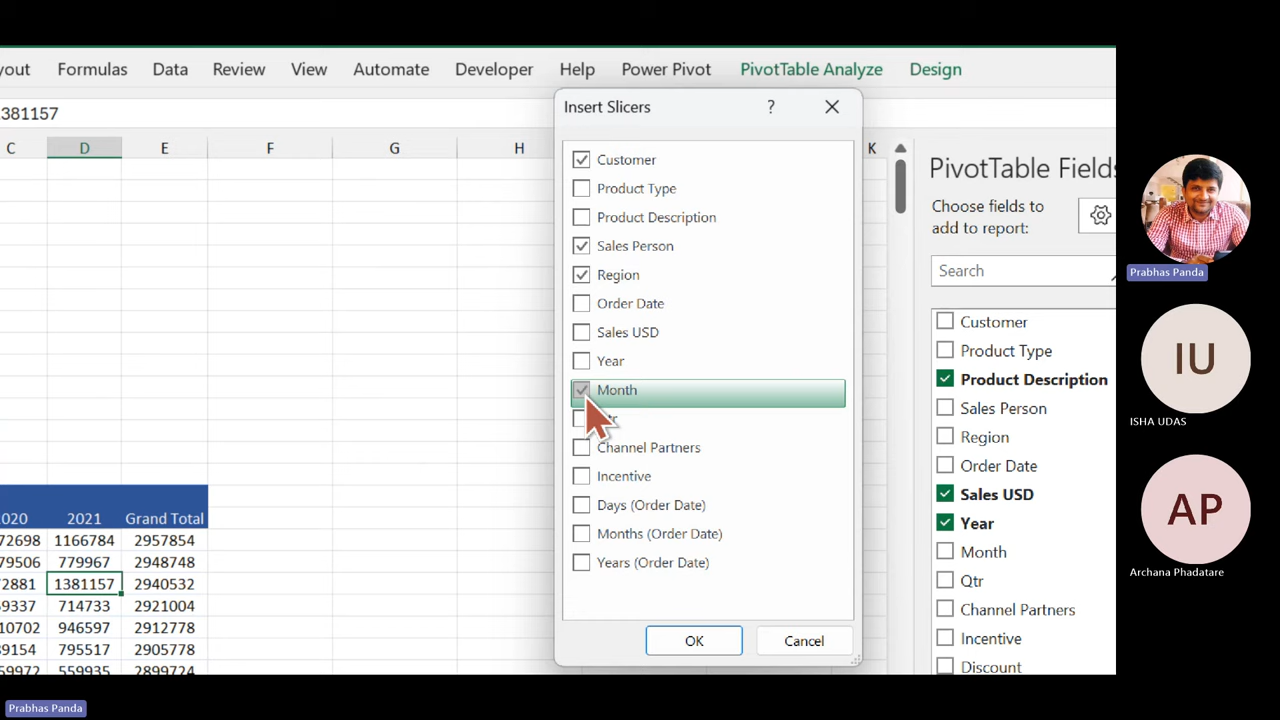 yout Formulas Data Review View Automate Developer Help Power Pivot PivotTable Analyze Design
381157
Insert Slicers ?
C D E F G H K
Customer
Product Type
Product Description
Sales Person
Region
Order Date
Sales USD
Year
Month
Channel Partners
Incentive
Days (Order Date)
Months (Order Date)
Years (Order Date)
OK Cancel
PivotTable Fields
Choose fields to
add to report:
Search
Customer
Product Type
Product Description
Sales Person
Region
Order Date
Sales USD
Year
Month
Qtr
Channel Partners
Incentive
Discount
020 2021 Grand Total
72698 1166784 2957854
79506 779967 2948748
2881 1381157 2940532
9337 714733 2921004
10702 946597 2912778
9154 795517 2905778
59972 559935 2899724
Prabhas Panda
IU
ISHA UDAS
AP
Archana Phadatare
Prabhas Panda